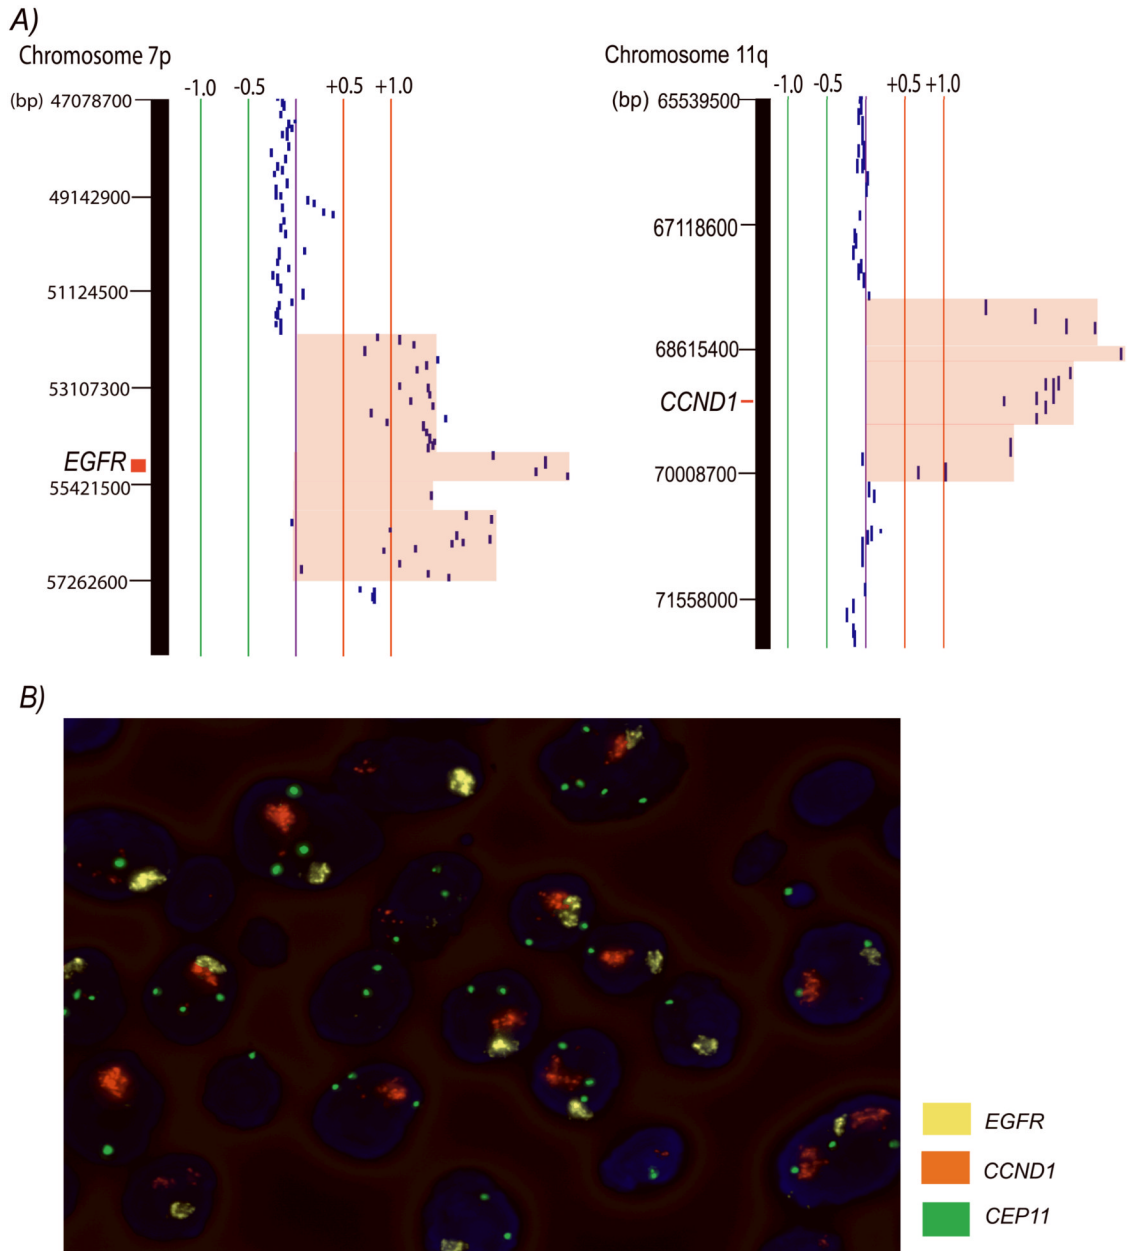 A)
Chromosome 7p
-1.0 -0.5 +0.5 +1.0
(bp) 47078700
49142900
51124500
53107300
EGFR
55421500
57262600
Chromosome 11q
-1.0 -0.5 +0.5 +1.0
(bp) 65539500
67118600
68615400
CCND1
70008700
71558000
B)
EGFR
CCND1
CEP11